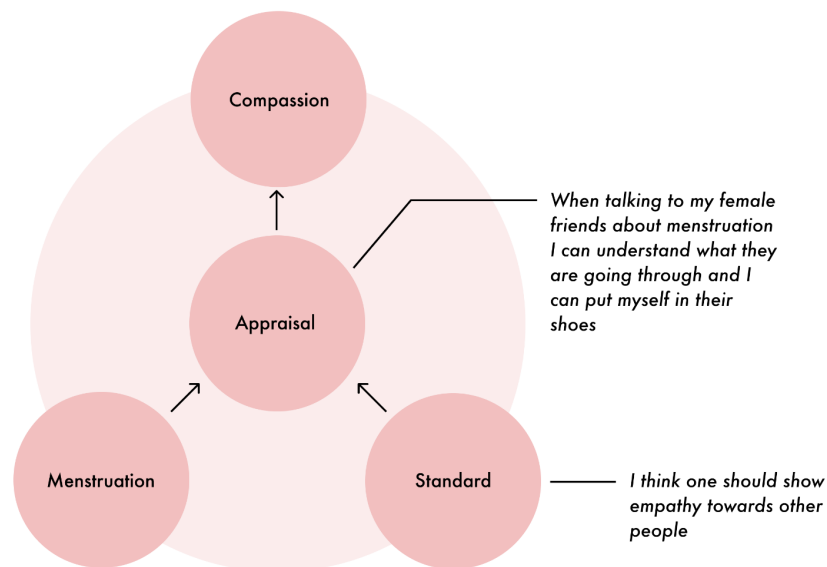 Compassion
When talking to my female
friends about menstruation
I can understand what they
are going through and I
can put myself in their
shoes
Appraisal
Menstruation
Standard
I think one should show
empathy towards other
people